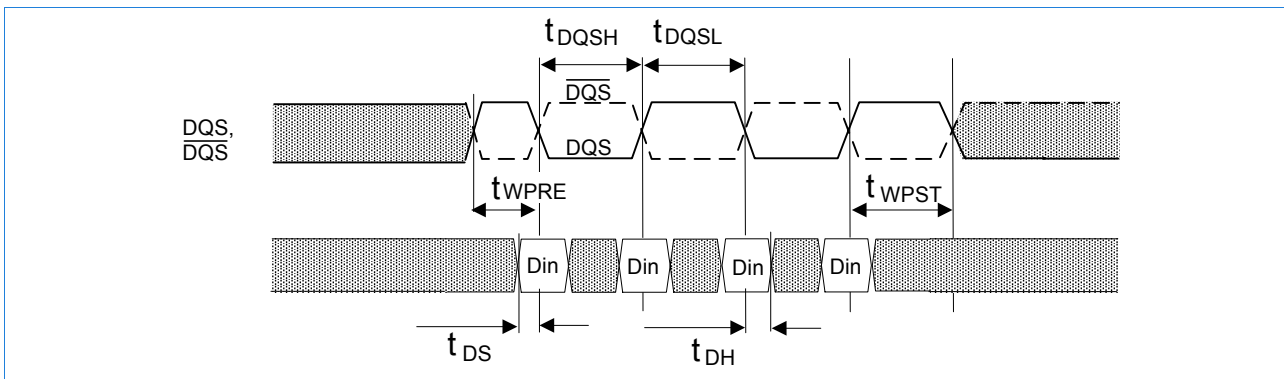 tDQSH
tDQSL
DQS
DQS,
DQS
DQS
tWPRE
tWPST
Din
Din
Din
Din
tDS
tDH